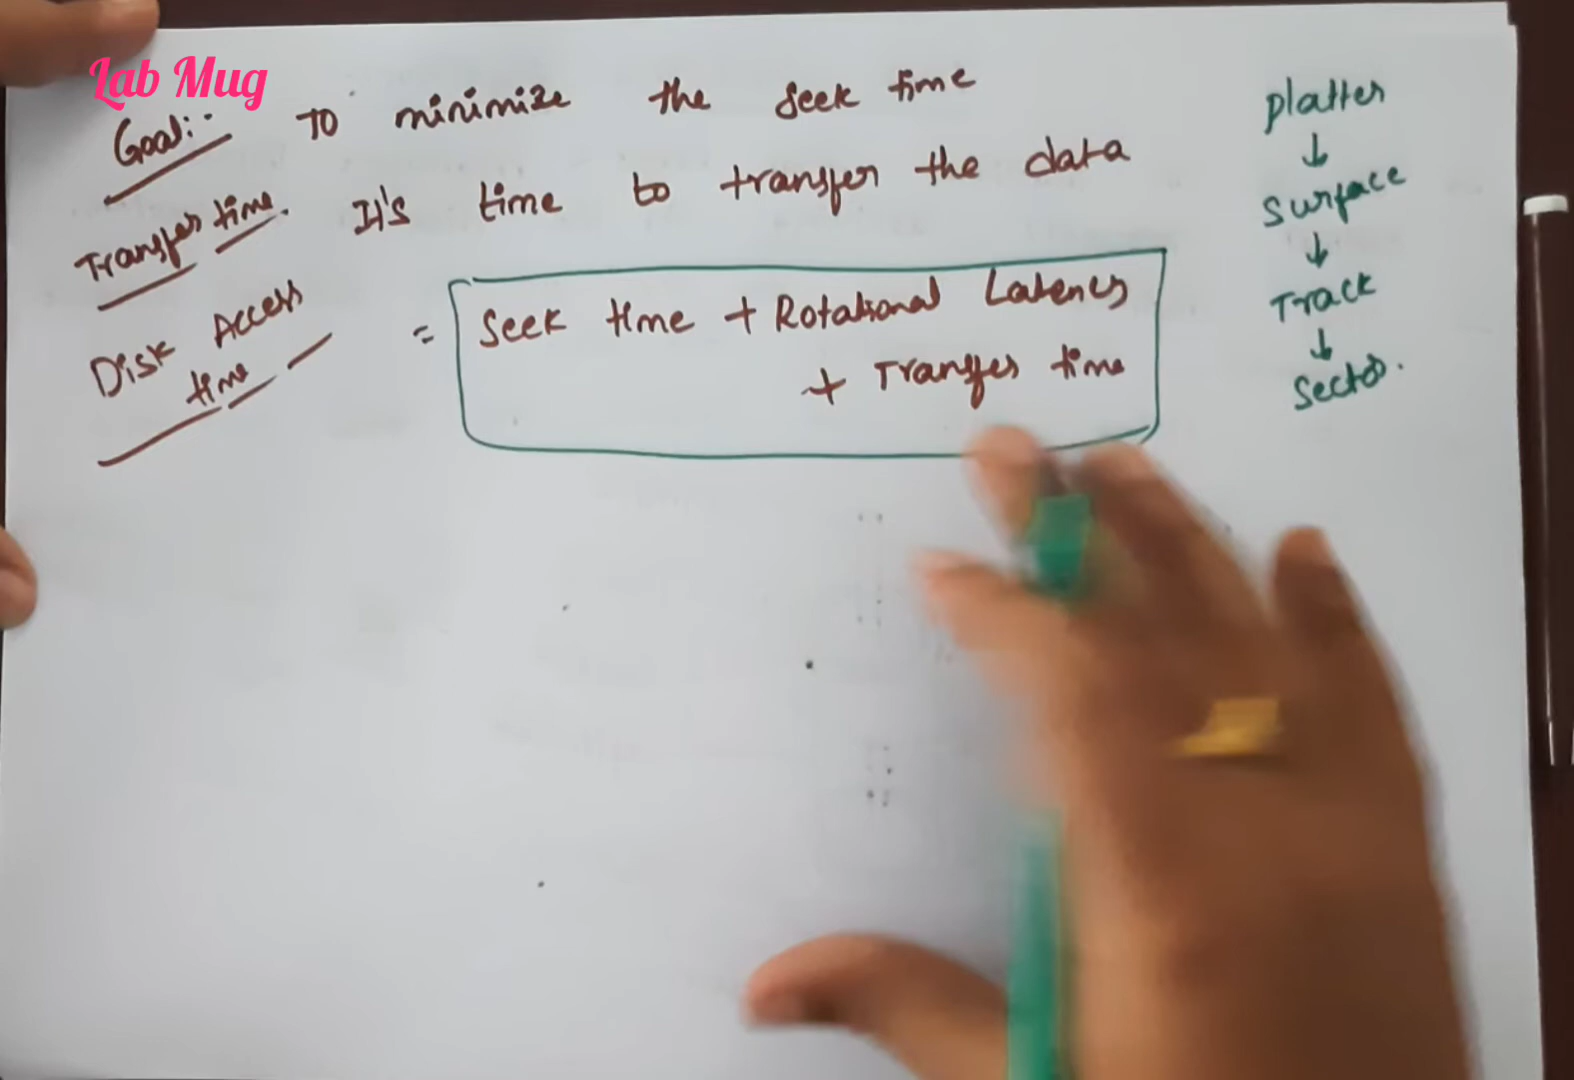 Lab Mug
Goal:- To minimize the seek time
Transfer time. It's time to transfer the data
Disk Access time = Seek time + Rotational Latency
+ Transfer time
platter
↓
surface
↓
Track
↓
Sector.